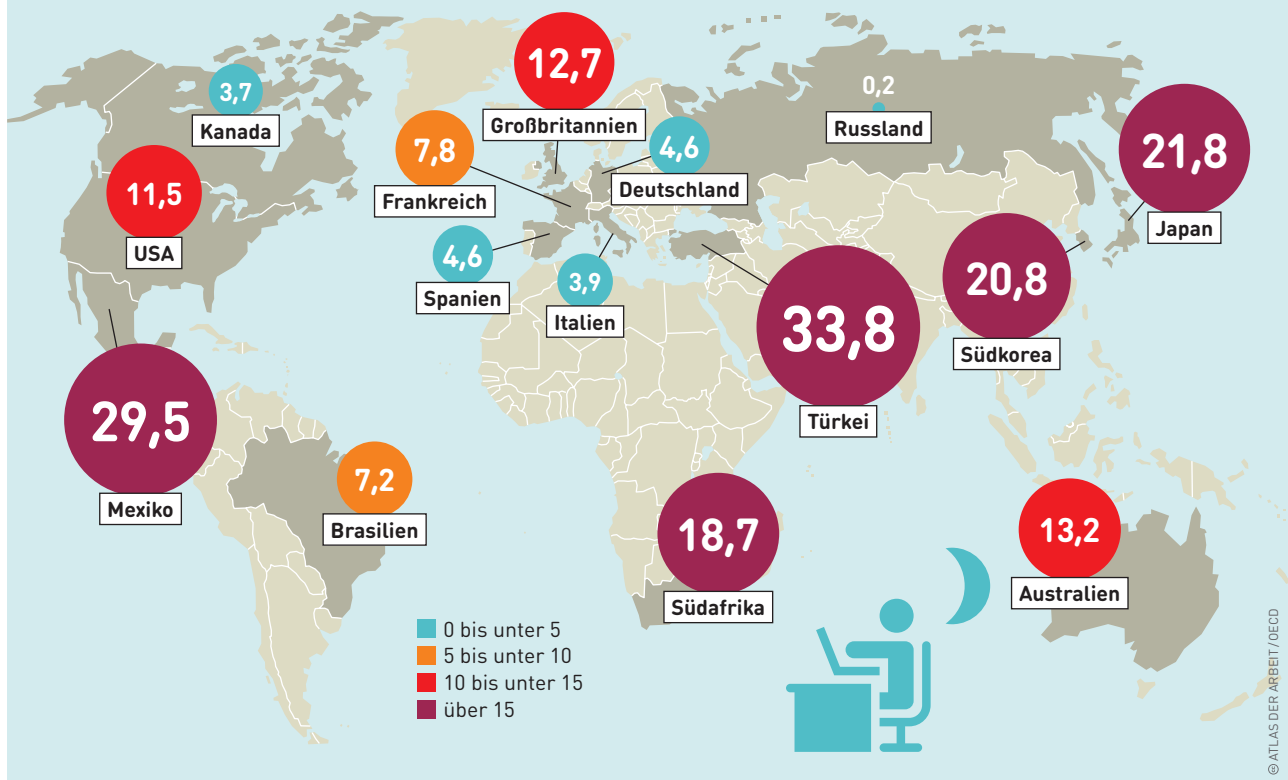 12,7
Großbritannien
3,7
Kanada
0,2
Russland
7,8
Frankreich
4,6
Deutschland
21,8
Japan
11,5
USA
4,6
Spanien
3,9
Italien
33,8
Türkei
20,8
Südkorea
29,5
Mexiko
7,2
Brasilien
18,7
Südafrika
13,2
Australien
0 bis unter 5
5 bis unter 10
10 bis unter 15
über 15
© ATLAS DER ARBEIT / OECD